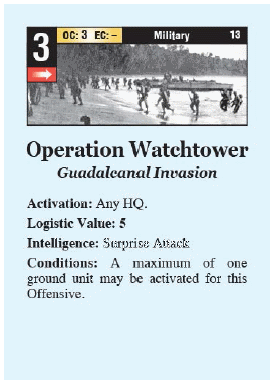 3
OC: 3 EC: –
Military
13
Operation Watchtower
Guadalcanal Invasion
Activation: Any HQ.
Logistic Value: 5
Intelligence: Surprise Attack
Conditions: A maximum of one
ground unit may be activated for this
Offensive.